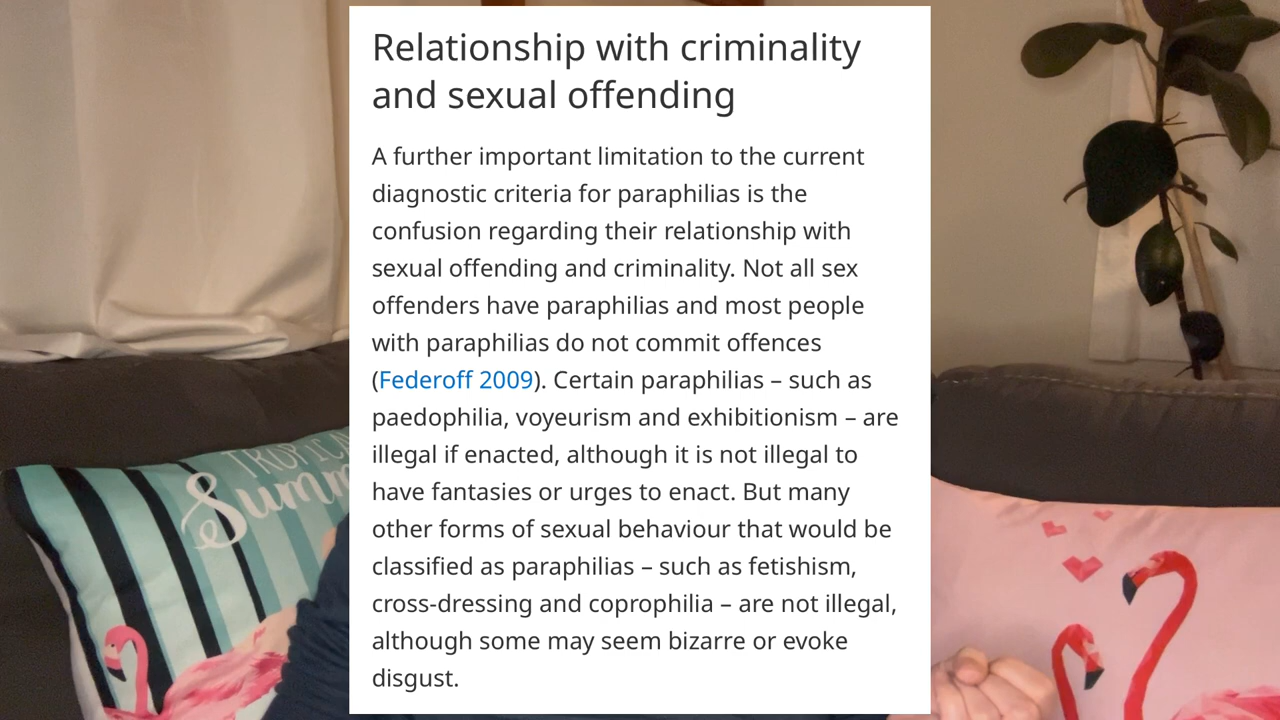 Relationship with criminality
and sexual offending
A further important limitation to the current
diagnostic criteria for paraphilias is the
confusion regarding their relationship with
sexual offending and criminality. Not all sex
offenders have paraphilias and most people
with paraphilias do not commit offences
(Federoff 2009). Certain paraphilias – such as
paedophilia, voyeurism and exhibitionism – are
illegal if enacted, although it is not illegal to
have fantasies or urges to enact. But many
other forms of sexual behaviour that would be
classified as paraphilias – such as fetishism,
cross-dressing and coprophilia – are not illegal,
although some may seem bizarre or evoke
disgust.